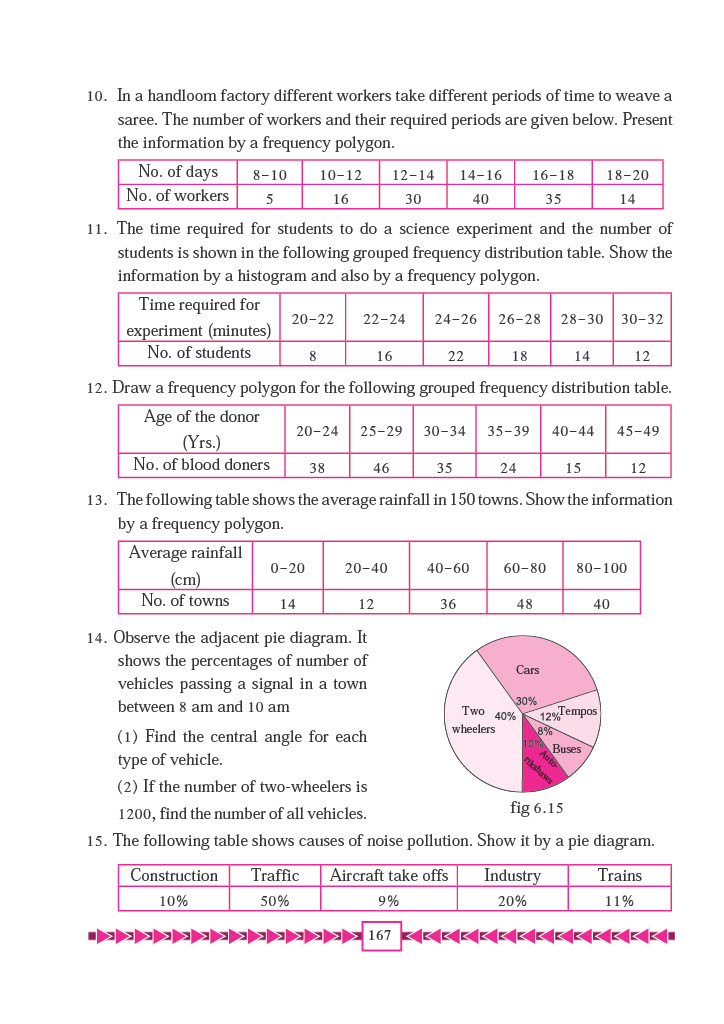 10. In a handloom factory different workers take different periods of time to weave a
saree. The number of workers and their required periods are given below. Present
the information by a frequency polygon.
No. of days 8-10 10-12 12-14 14-16 16-18 18-20
No. of workers 5 16 30 40 35 14
11. The time required for students to do a science experiment and the number of
students is shown in the following grouped frequency distribution table. Show the
information by a histogram and also by a frequency polygon.
Time required for
experiment (minutes) 20-22 22-24 24-26 26-28 28-30 30-32
No. of students 8 16 22 18 14 12
12. Draw a frequency polygon for the following grouped frequency distribution table.
Age of the donor
(Yrs.) 20-24 25-29 30-34 35-39 40-44 45-49
No. of blood doners 38 46 35 24 15 12
13. The following table shows the average rainfall in 150 towns. Show the information
by a frequency polygon.
Average rainfall
(cm) 0-20 20-40 40-60 60-80 80-100
No. of towns 14 12 36 48 40
14. Observe the adjacent pie diagram. It
shows the percentages of number of
vehicles passing a signal in a town
between 8 am and 10 am
(1) Find the central angle for each
type of vehicle.
(2) If the number of two-wheelers is
1200, find the number of all vehicles.
Cars
30%
Two
wheelers
40%
12%
Tempos
8%
Buses
10%
Auto-
rikshaws
fig 6.15
15. The following table shows causes of noise pollution. Show it by a pie diagram.
Construction Traffic Aircraft take offs Industry Trains
10% 50% 9% 20% 11%
167